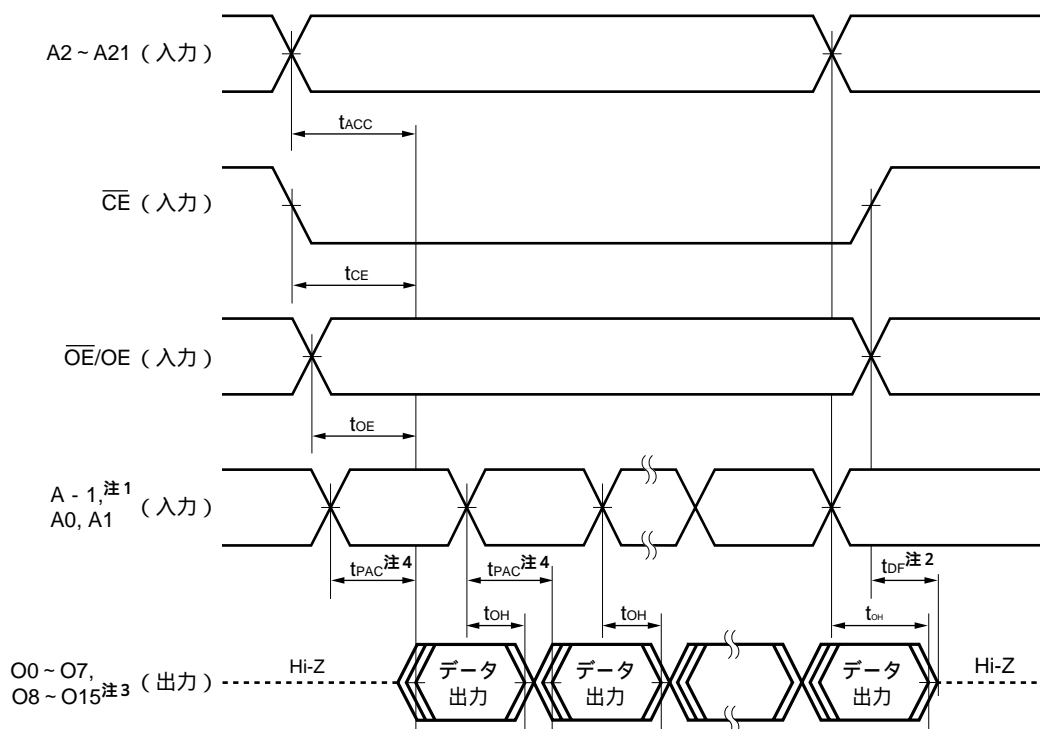 A2 ~ A21 ( 入力 )
tACC
CE ( 入力 )
tCE
OE/OE ( 入力 )
tOE
A - 1,注1
A0, A1
( 入力 )
tPAC注4
tPAC注4
tDF注2
tOH
tOH
tOH
O0 ~ O7,
O8 ~ O15注3
( 出力 )
Hi-Z
データ
出力
データ
出力
データ
出力
Hi-Z